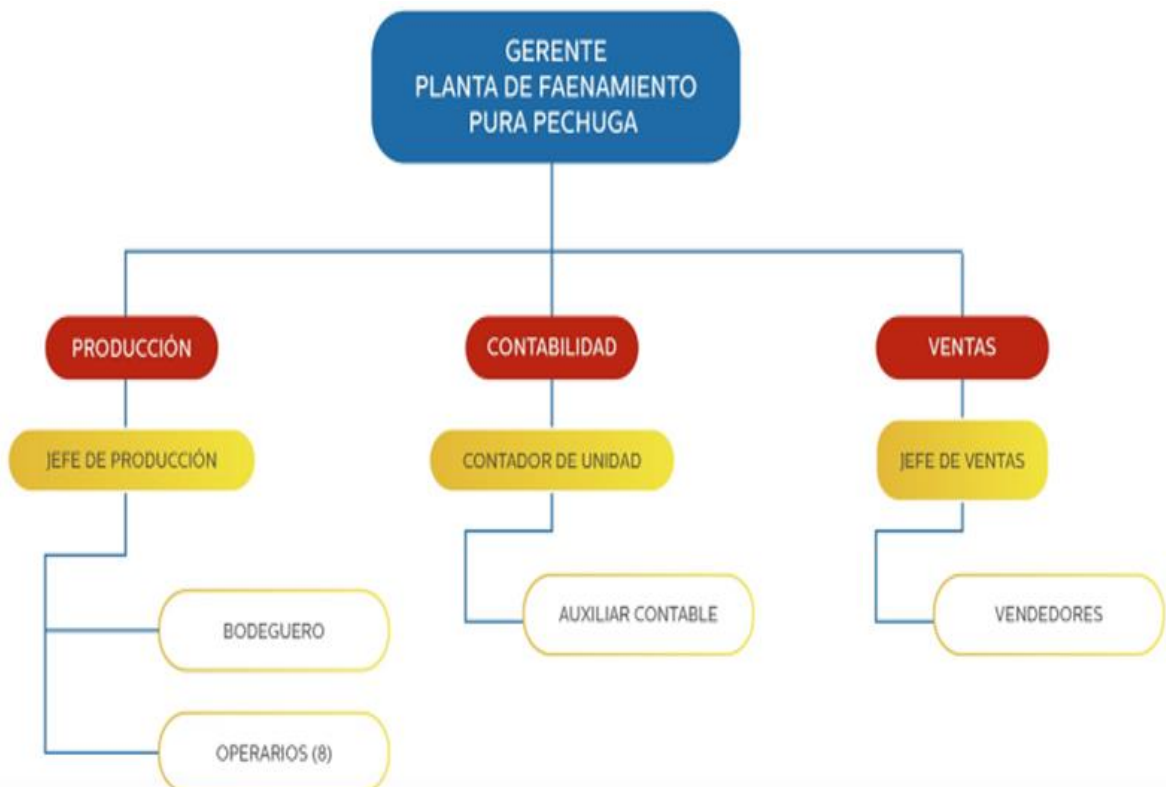 GERENTE
PLANTA DE FAENAMIENTO
PURA PECHUGA
PRODUCCIÓN
CONTABILIDAD
VENTAS
JEFE DE PRODUCCIÓN
CONTADOR DE UNIDAD
JEFE DE VENTAS
BODEGUERO
AUXILIAR CONTABLE
VENDEDORES
OPERARIOS (8)